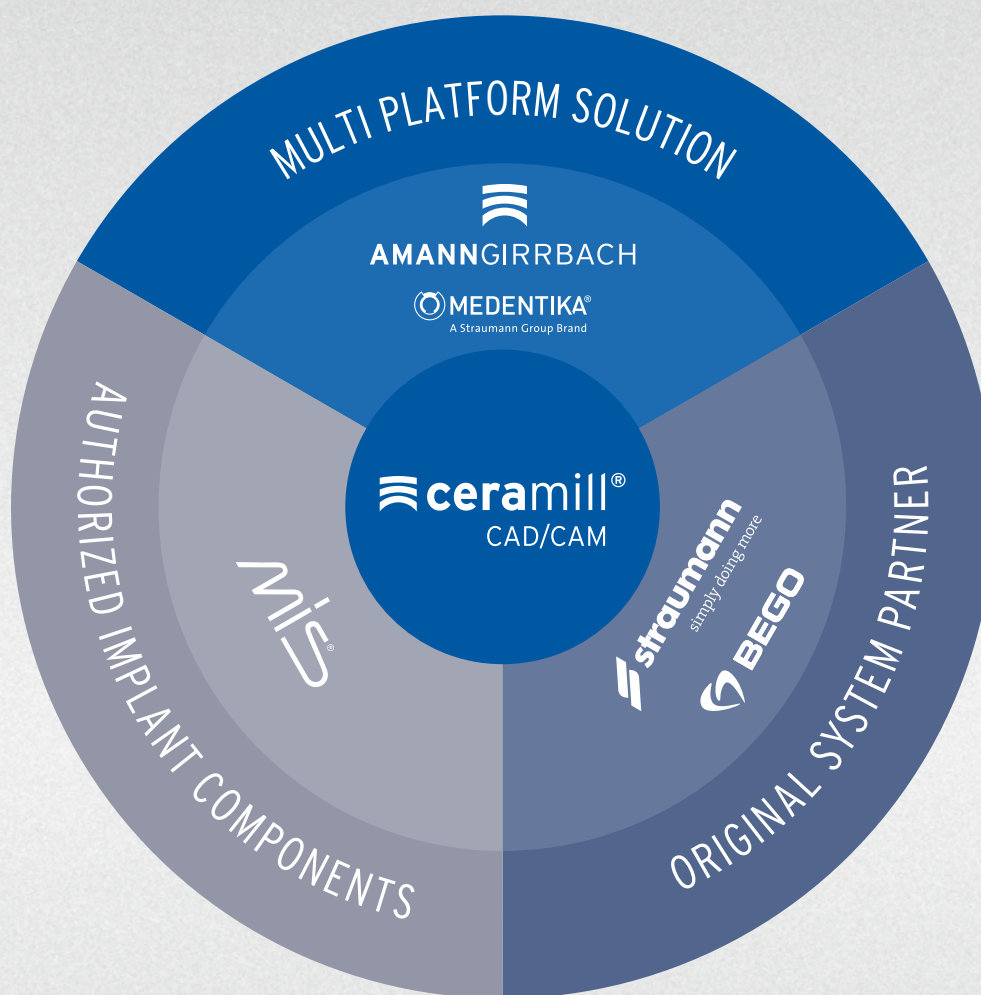 MULTI PLATFORM SOLUTION
AMANNGIRRBACH
MEDENTIKA®
A Straumann Group Brand
ceramill®
CAD/CAM
AUTHORIZED IMPLANT COMPONENTS
MIS®
straumann
simply doing more
BEGO
ORIGINAL SYSTEM PARTNER